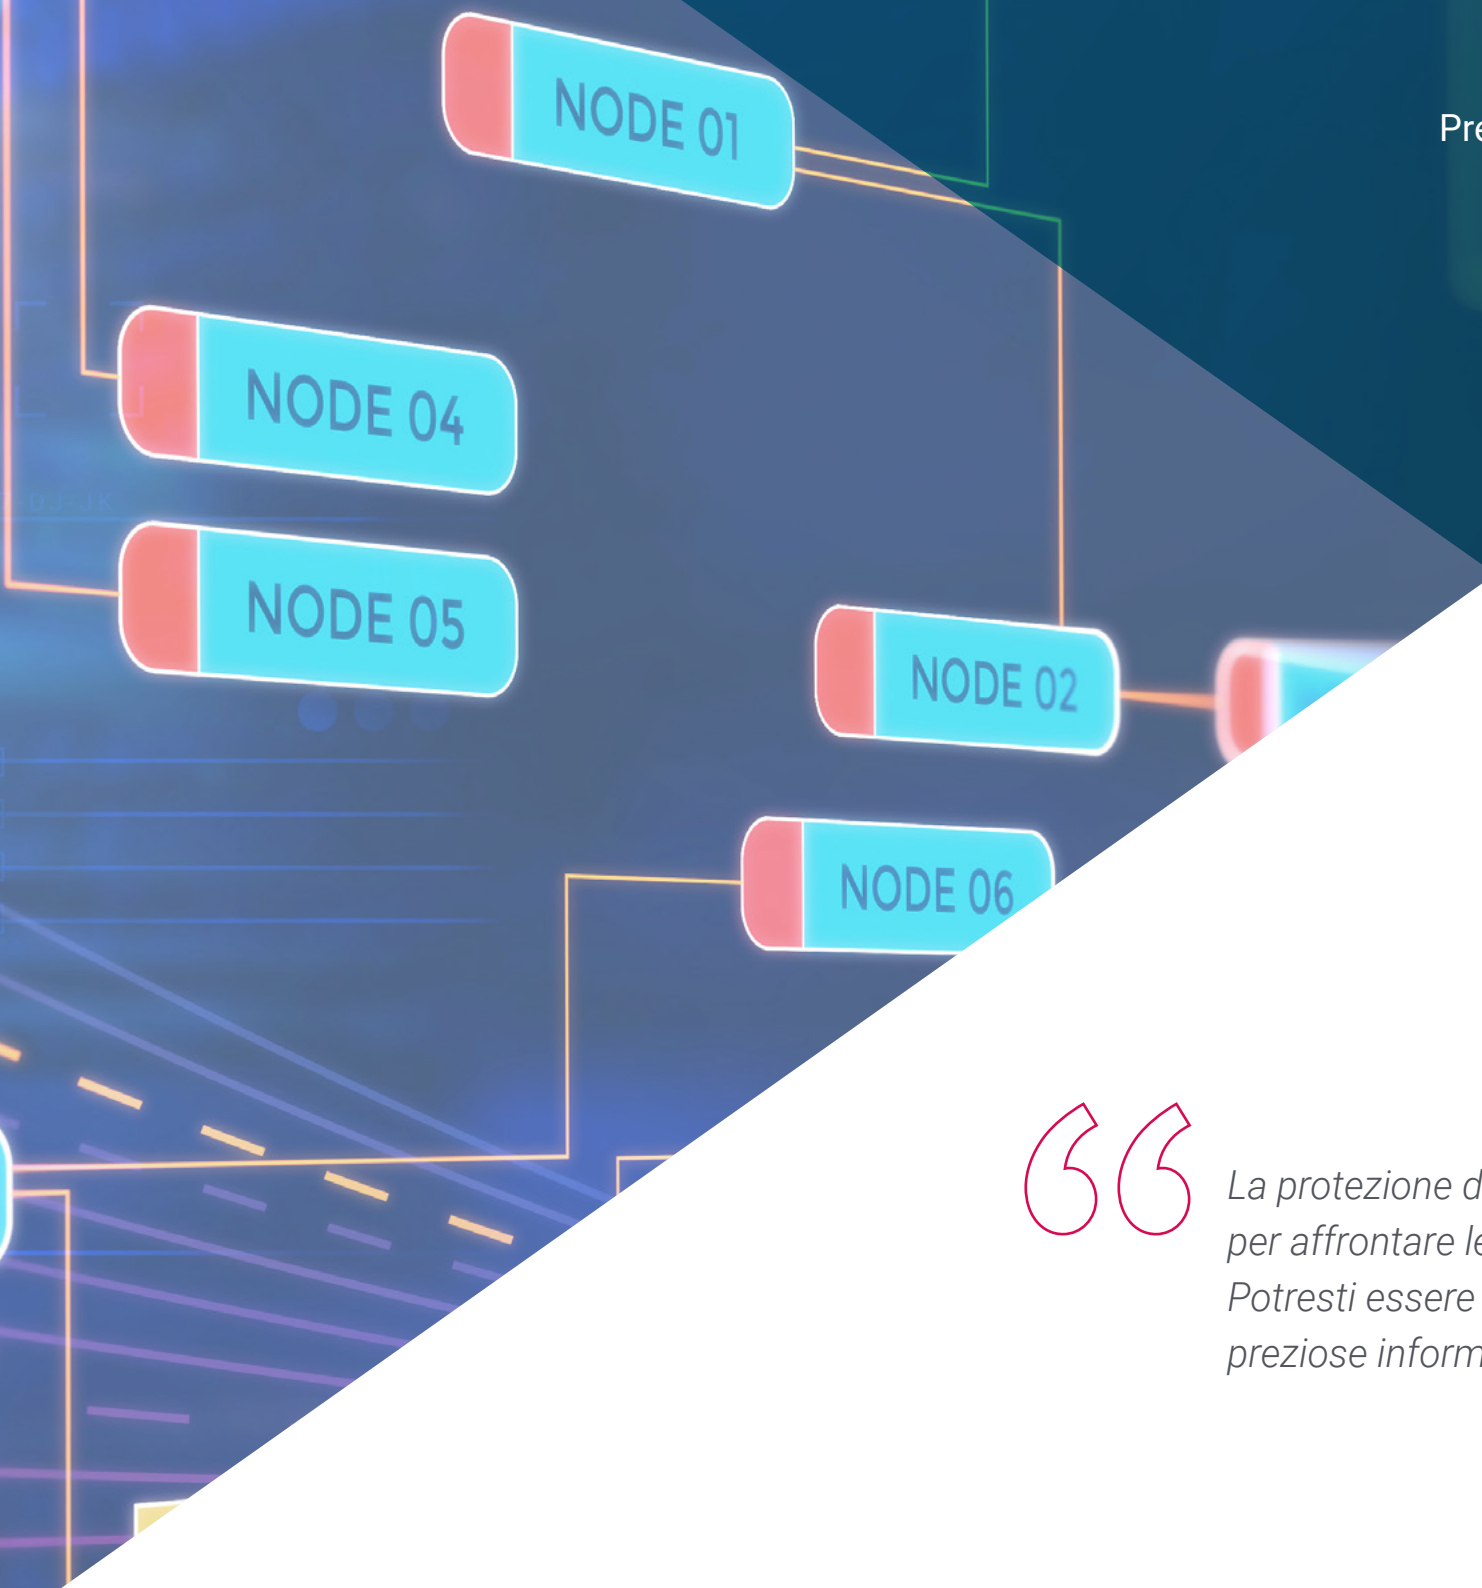 NODE 01
Pre
NODE 04
NODE 05
NODE 02
NODE 06
La protezione d
per affrontare le
Potresti essere
preziose inform